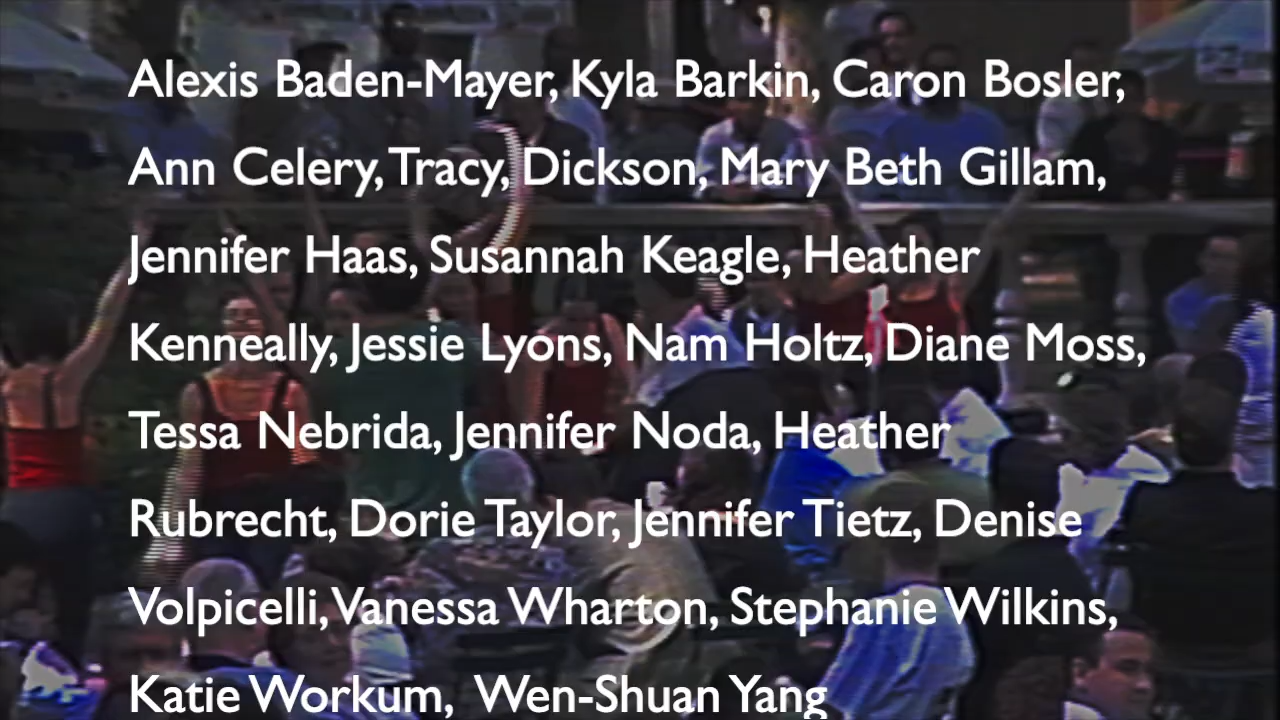 Alexis Baden-Mayer, Kyla Barkin, Caron Bosler,
Ann Celery, Tracy, Dickson, Mary Beth Gillam,
Jennifer Haas, Susannah Keagle, Heather
Kenneally, Jessie Lyons, Nam Holtz, Diane Moss,
Tessa Nebrida, Jennifer Noda, Heather
Rubrecht, Dorie Taylor, Jennifer Tietz, Denise
Volpicelli, Vanessa Wharton, Stephanie Wilkins,
Katie Workum, Wen-Shuan Yang